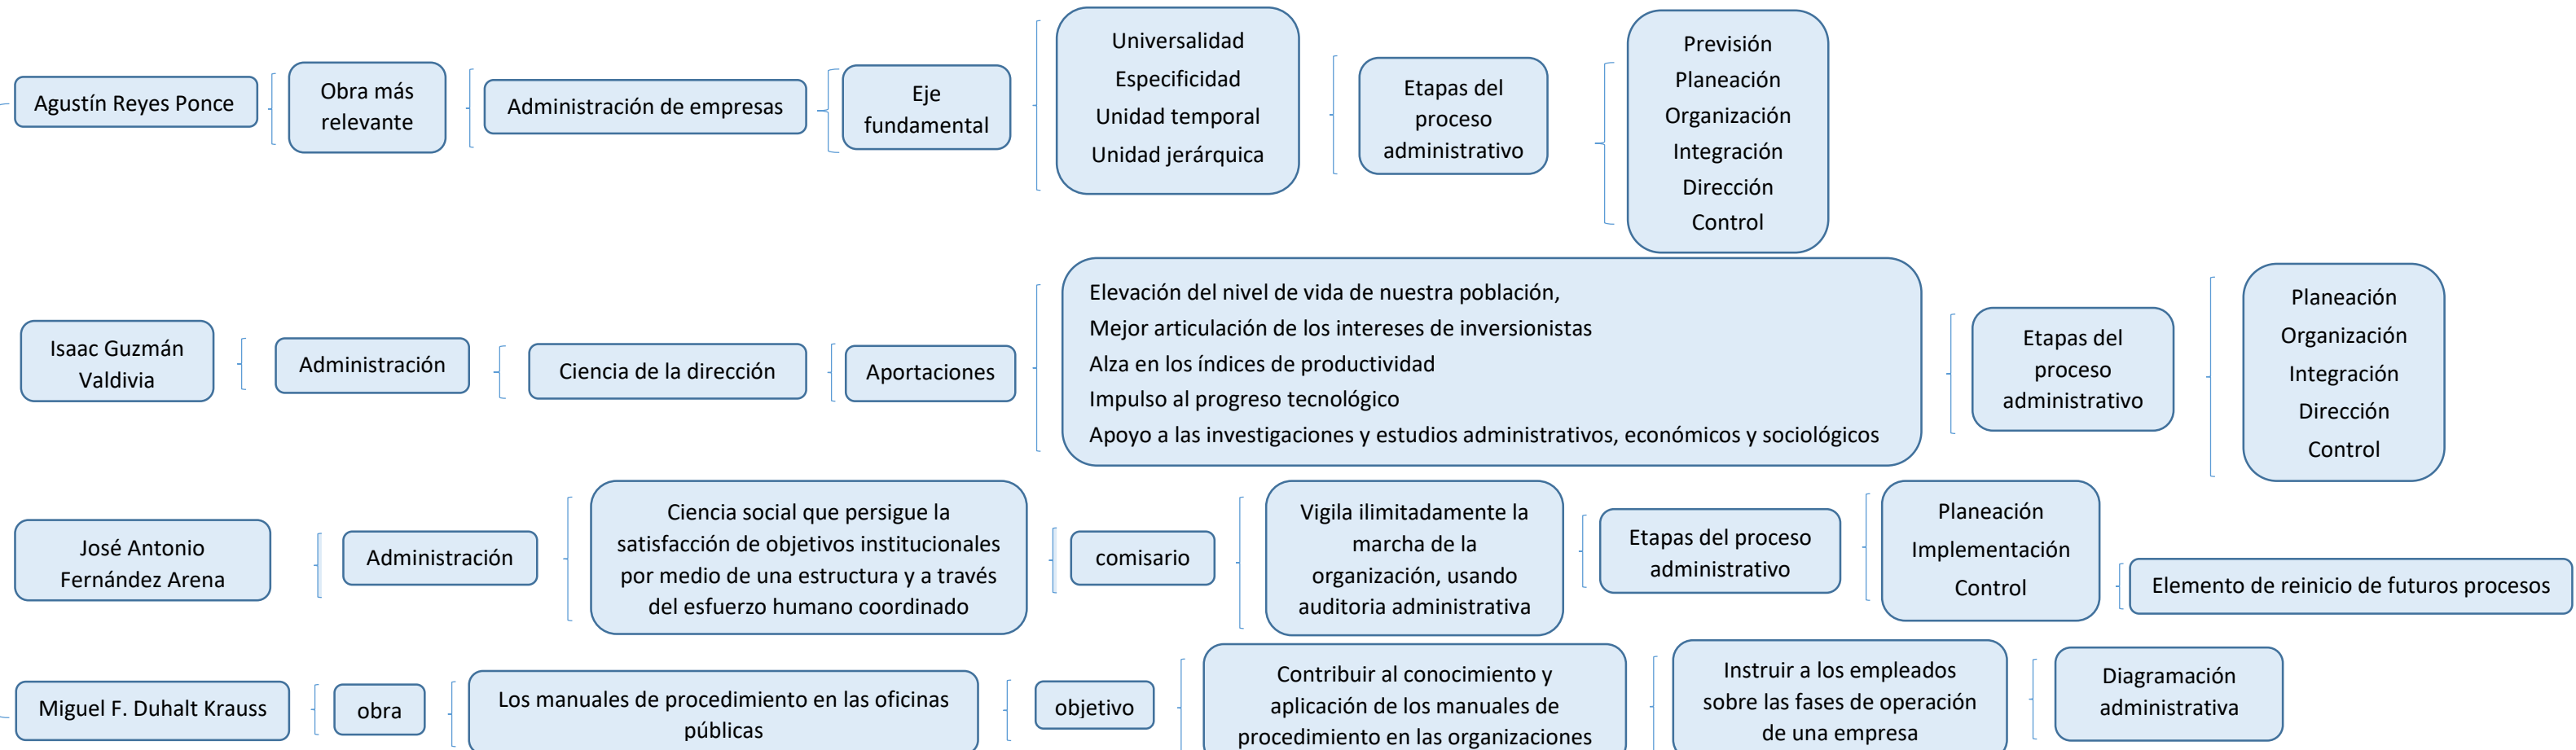 Agustín Reyes Ponce
Obra más
relevante
Administración de empresas
Eje
fundamental
Universalidad
Especificidad
Unidad temporal
Unidad jerárquica
Etapas del
proceso
administrativo
Previsión
Planeación
Organización
Integración
Dirección
Control
Isaac Guzmán
Valdivia
Administración
Ciencia de la dirección
Aportaciones
Elevación del nivel de vida de nuestra población,
Mejor articulación de los intereses de inversionistas
Alza en los índices de productividad
Impulso al progreso tecnológico
Apoyo a las investigaciones y estudios administrativos, económicos y sociológicos
Etapas del
proceso
administrativo
Planeación
Organización
Integración
Dirección
Control
José Antonio
Fernández Arena
Administración
Ciencia social que persigue la
satisfacción de objetivos institucionales
por medio de una estructura y a través
del esfuerzo humano coordinado
comisario
Vigila ilimitadamente la
marcha de la
organización, usando
auditoria administrativa
Etapas del proceso
administrativo
Planeación
Implementación
Control
Elemento de reinicio de futuros procesos
Miguel F. Duhalt Krauss
obra
Los manuales de procedimiento en las oficinas
públicas
objetivo
Contribuir al conocimiento y
aplicación de los manuales de
procedimiento en las organizaciones
Instruir a los empleados
sobre las fases de operación
de una empresa
Diagramación
administrativa